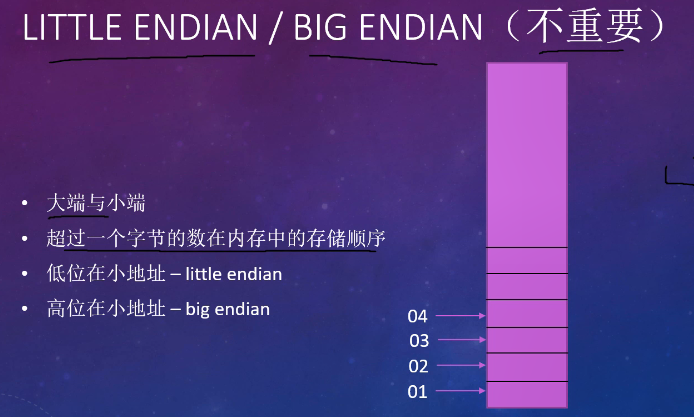 LITTLE ENDIAN / BIG ENDIAN（不重要）
• 大端与小端
• 超过一个字节的数在内存中的存储顺序
• 低位在小地址 – little endian
• 高位在小地址 – big endian
04
03
02
01